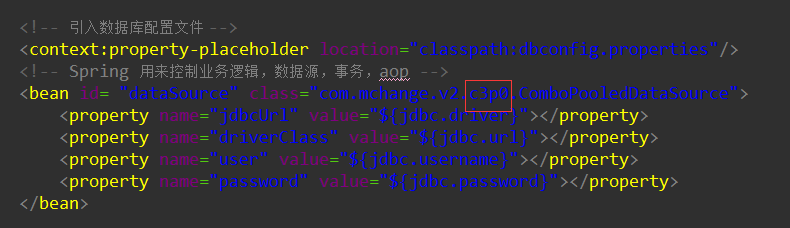 <!-- 引入数据库配置文件-->
<context:property-placeholder location="classpath:dbconfig.properties"/>
<!-- Spring 用来控制业务逻辑，数据源，事务，aop -->
<bean id= "dataSource" class="com.mchange.v2.c3p0.ComboPooledDataSource">
<property name="jdbcUrl" value="${jdbc.driver}"></property>
<property name="driverClass" value="${jdbc.url}"></property>
<property name="user" value="${jdbc.username}"></property>
<property name="password" value="${jdbc.password}"></property>
</bean>